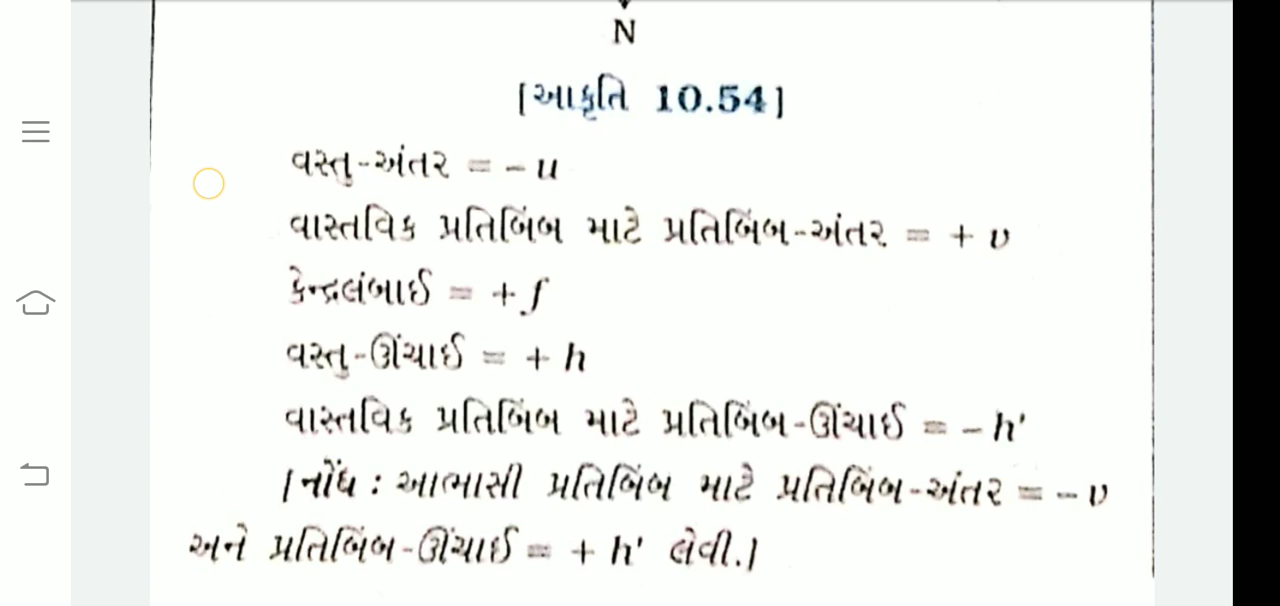 N
[આકૃતિ 10.54]
વસ્તુ-અંતર = – u
વાસ્તવિક પ્રતિબિંબ માટે પ્રતિબિંબ-અંતર = + v
કેન્દ્રલંબાઈ = + f
વસ્તુ-ઊંચાઈ = + h
વાસ્તવિક પ્રતિબિંબ માટે પ્રતિબિંબ-ઊંચાઈ = – h'
[નોંધ : આભાસી પ્રતિબિંબ માટે પ્રતિબિંબ-અંતર = – v
અને પ્રતિબિંબ-ઊંચાઈ = + h' લેવી.]